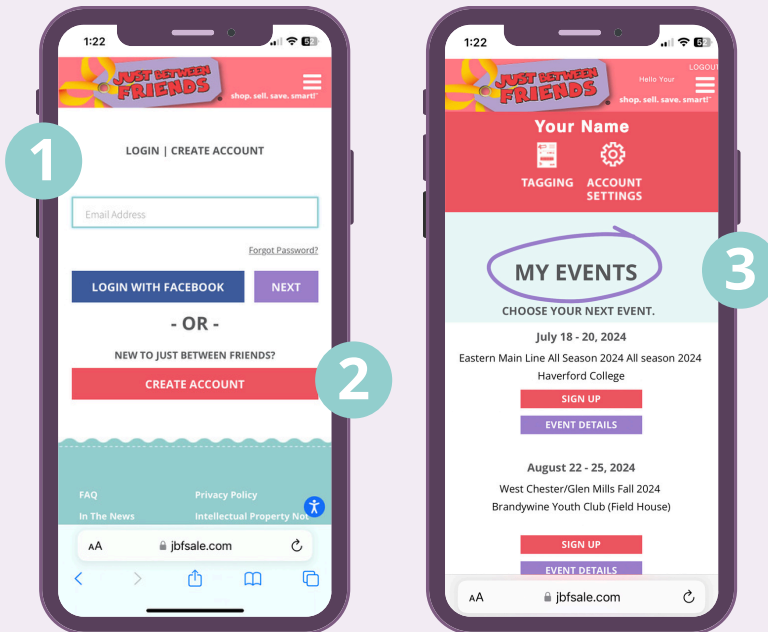 1:22
JUST BETWEEN
FRIENDS
shop. sell. save. smart!
1
LOGIN | CREATE ACCOUNT
Email Address
Forgot Password?
LOGIN WITH FACEBOOK
NEXT
- OR -
NEW TO JUST BETWEEN FRIENDS?
CREATE ACCOUNT
2
FAQ
Privacy Policy
In The News
Intellectual Property Not
AA
jbfsale.com
1:22
LOGOUT
JUST BETWEEN
FRIENDS
Hello Your
shop. sell. save. smart!
Your Name
TAGGING
ACCOUNT
SETTINGS
3
MY EVENTS
CHOOSE YOUR NEXT EVENT.
July 18 - 20, 2024
Eastern Main Line All Season 2024 All season 2024
Haverford College
SIGN UP
EVENT DETAILS
August 22 - 25, 2024
West Chester/Glen Mills Fall 2024
Brandywine Youth Club (Field House)
SIGN UP
EVENT DETAILS
AA
jbfsale.com